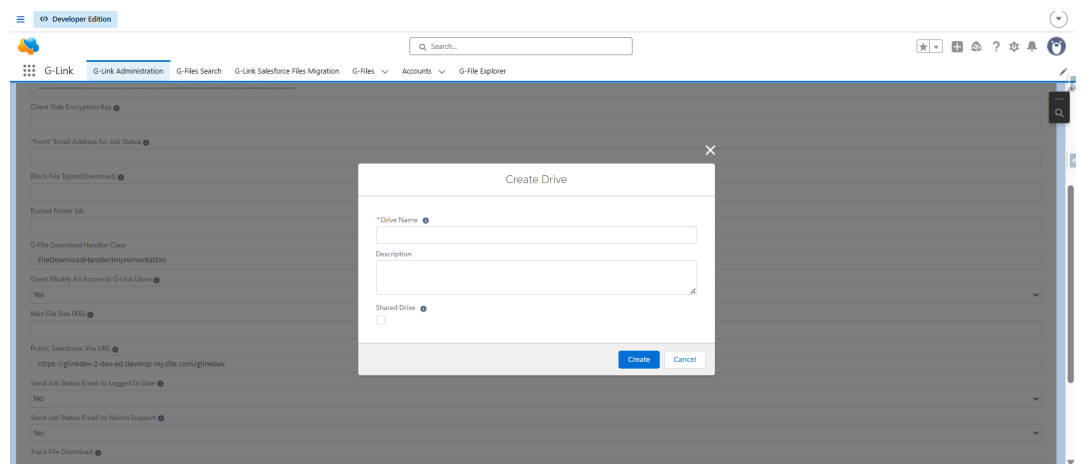 Developer Edition
Search...
G-Link G-Link Administration G-Files Search G-Link Salesforce Files Migration G-Files Accounts G-File Explorer
Client Side Encryption Key
"From" Email Address for Job Status
Block File Types(Download)
Bucket Folder Ids
G-File Download Handler Class
FileDownloadHandlerImplementation
Grant Modify All Access to G-Link Users
Yes
Max File Size (KB)
Public Salesforce Site URL
https://glinkdev-2-dev-ed.develop.my.site.com/glinkdev
Send Job Status Email to Logged In User
No
Send Job Status Email to Neilon Support
No
Track File Download
Create Drive
*Drive Name
Description
Shared Drive
Create Cancel